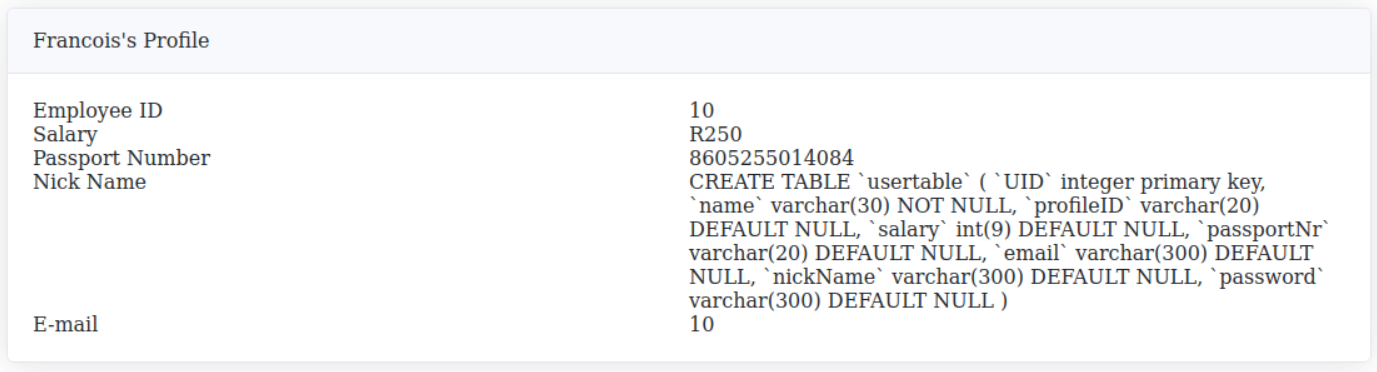 Francois's Profile
Employee ID 10
Salary R250
Passport Number 8605255014084
Nick Name CREATE TABLE `usertable` ( `UID` integer primary key,
`name` varchar(30) NOT NULL, `profileID` varchar(20)
DEFAULT NULL, `salary` int(9) DEFAULT NULL, `passportNr`
varchar(20) DEFAULT NULL, `email` varchar(300) DEFAULT
NULL, `nickName` varchar(300) DEFAULT NULL, `password`
varchar(300) DEFAULT NULL )
E-mail 10